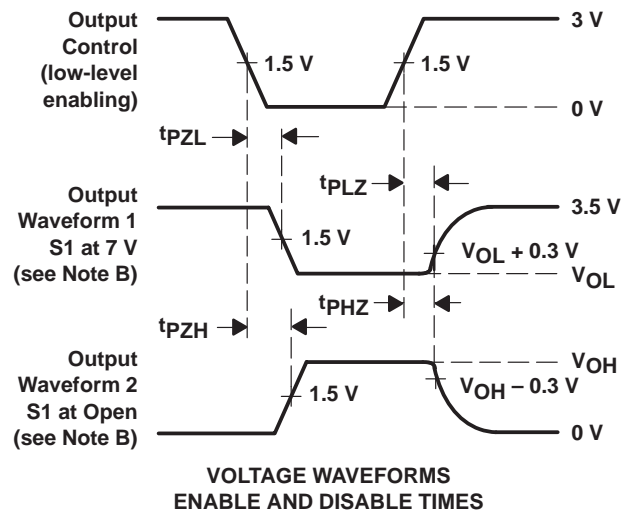 Output
Control
(low-level
enabling)
3 V
1.5 V
1.5 V
0 V
tPZL
tPLZ
Output
Waveform 1
S1 at 7 V
(see Note B)
3.5 V
1.5 V
VOL + 0.3 V
VOL
tPHZ
tPZH
Output
Waveform 2
S1 at Open
(see Note B)
VOH
1.5 V
VOH – 0.3 V
0 V
VOLTAGE WAVEFORMS
ENABLE AND DISABLE TIMES